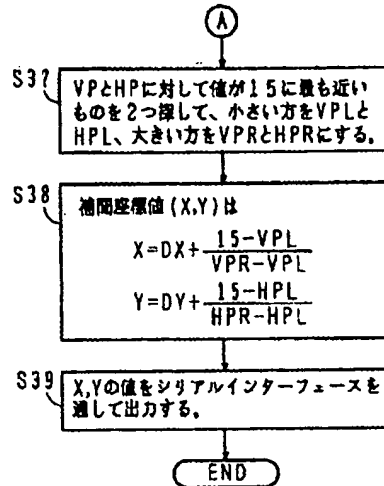 A
S37
VPとHPに対して値が15に最も近い
ものを2つ探して、小さい方をVPLと
HPL、大きい方をVPRとHPRにする。
S38
補間座標値(X,Y)は
X=DX+ 15-VPL / VPR-VPL
Y=DY+ 15-HPL / HPR-HPL
S39
X,Yの値をシリアルインターフェースを
通して出力する。
END